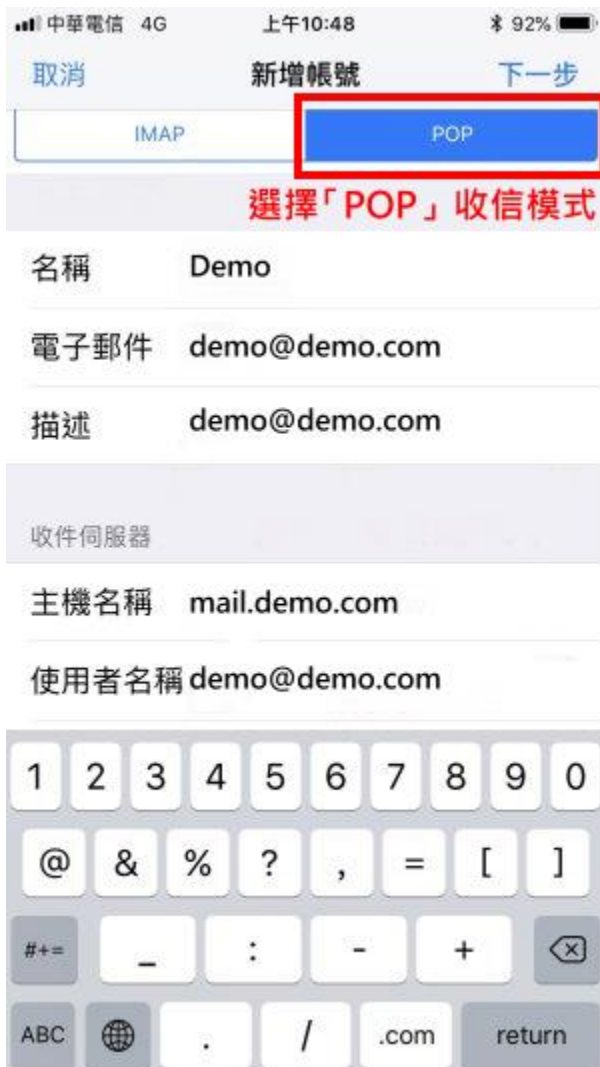 中華電信 4G 上午10:48 92%
取消 新增帳號 下一步
IMAP POP
選擇「POP」收信模式
名稱 Demo
電子郵件 demo@demo.com
描述 demo@demo.com
收件伺服器
主機名稱 mail.demo.com
使用者名稱 demo@demo.com
1 2 3 4 5 6 7 8 9 0
@ & % ? , = [ ]
#+= _ : - +
ABC . / .com return